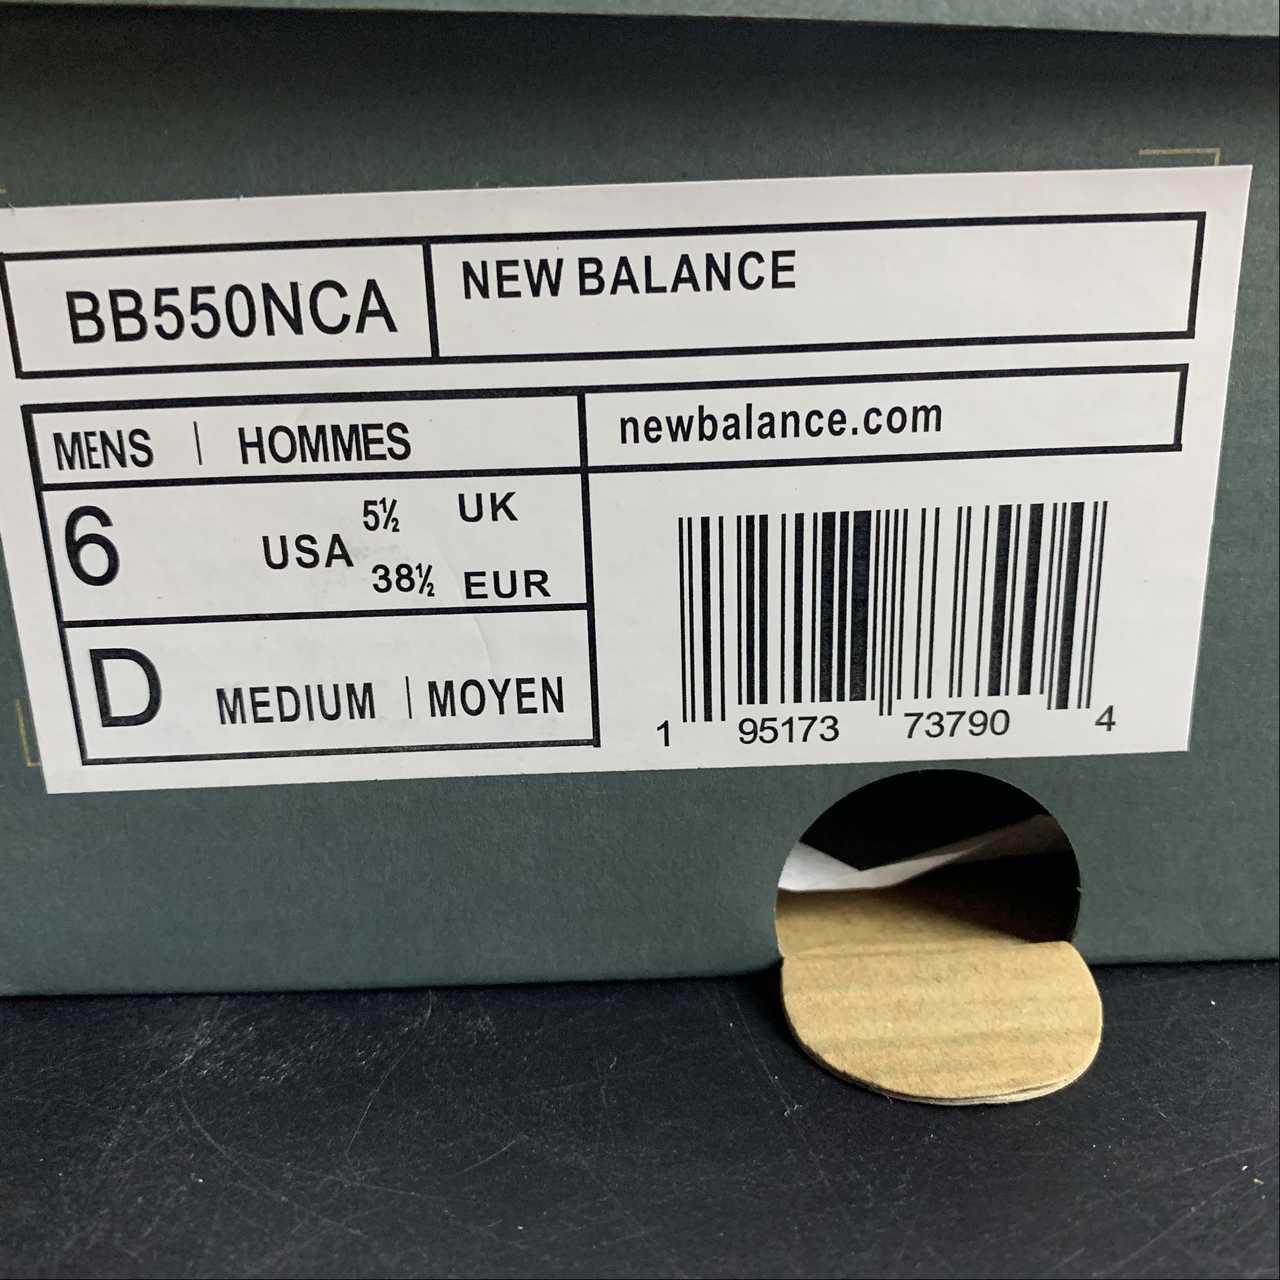 BB550NCA
NEW BALANCE
MENS | HOMMES
newbalance.com
6 USA 5½ UK
38½ EUR
D MEDIUM | MOYEN
1 95173 73790 4